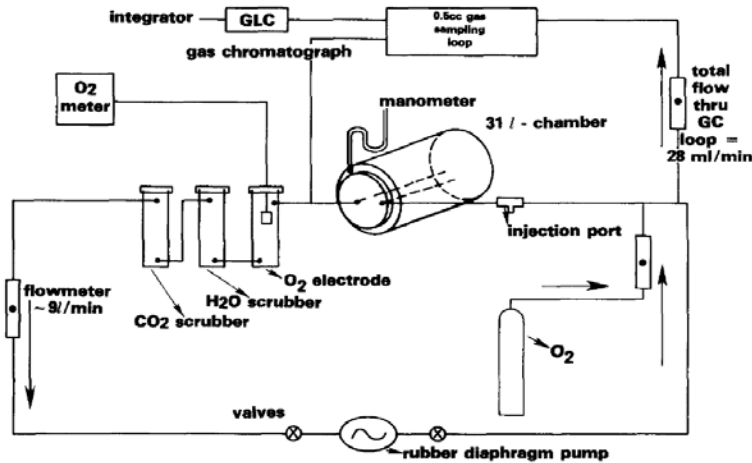 integrator
GLC
gas chromatograph
0.5cc gas
sampling
loop
O2
meter
manometer
31 l - chamber
total
flow
thru
GC
loop =
28 ml/min
injection port
O2 electrode
H2O scrubber
CO2 scrubber
flowmeter
~9l/min
O2
valves
rubber diaphragm pump